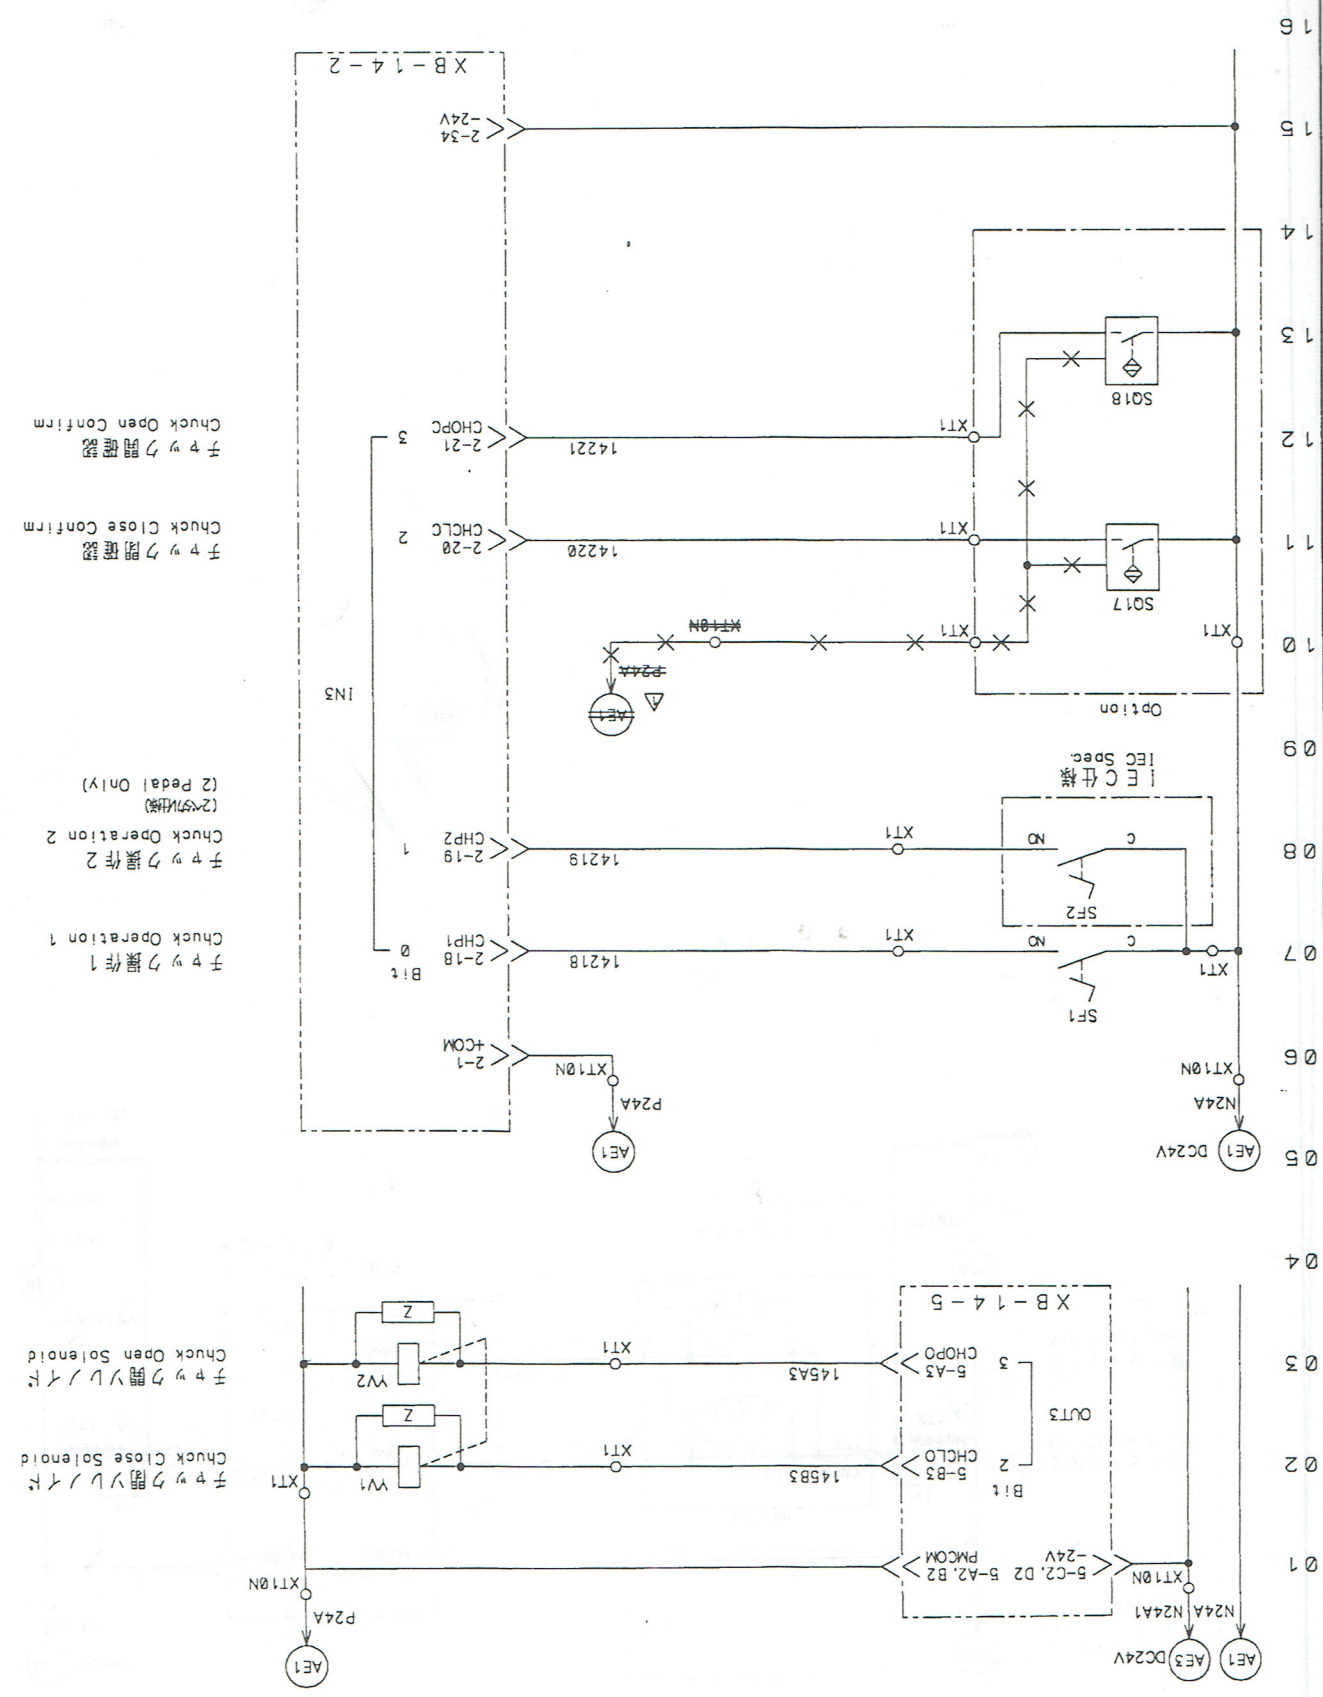 AE1
AE3
DC24V
AE1
N24A
N24A1
P24A
XT10N
XT10N
01
5-C2, D2
-24V
5-A2, B2
PMCOM
Bit
XT1
02
2
5-B3
CHCLO
145B3
XT1
YV1
Z
チャック閉ソレノイド
Chuck Close Solenoid
OUT3
03
3
5-A3
CHOPO
145A3
XT1
YV2
Z
チャック開ソレノイド
Chuck Open Solenoid
XB-14-5
04
05
AE1
DC24V
AE1
N24A
P24A
XT10N
XT10N
06
2-1
+COM
SF1
07
XT1
C
NO
XT1
14218
2-18
CHP1
Bit
0
チャック操作1
Chuck Operation 1
SF2
08
C
NO
XT1
14219
2-19
CHP2
1
チャック操作2
Chuck Operation 2
(2ペダル仕様)
(2 Pedal Only)
IEC仕様
IEC Spec.
09
Option
AE1
1
P24A
IN3
10
XT1
XT1
XT10N
SQ17
11
XT1
14220
2-20
CHCLC
2
チャック閉確認
Chuck Close Confirm
12
XT1
14221
2-21
CHOPC
3
チャック開確認
Chuck Open Confirm
SQ18
13
14
15
2-34
-24V
XB-14-2
16